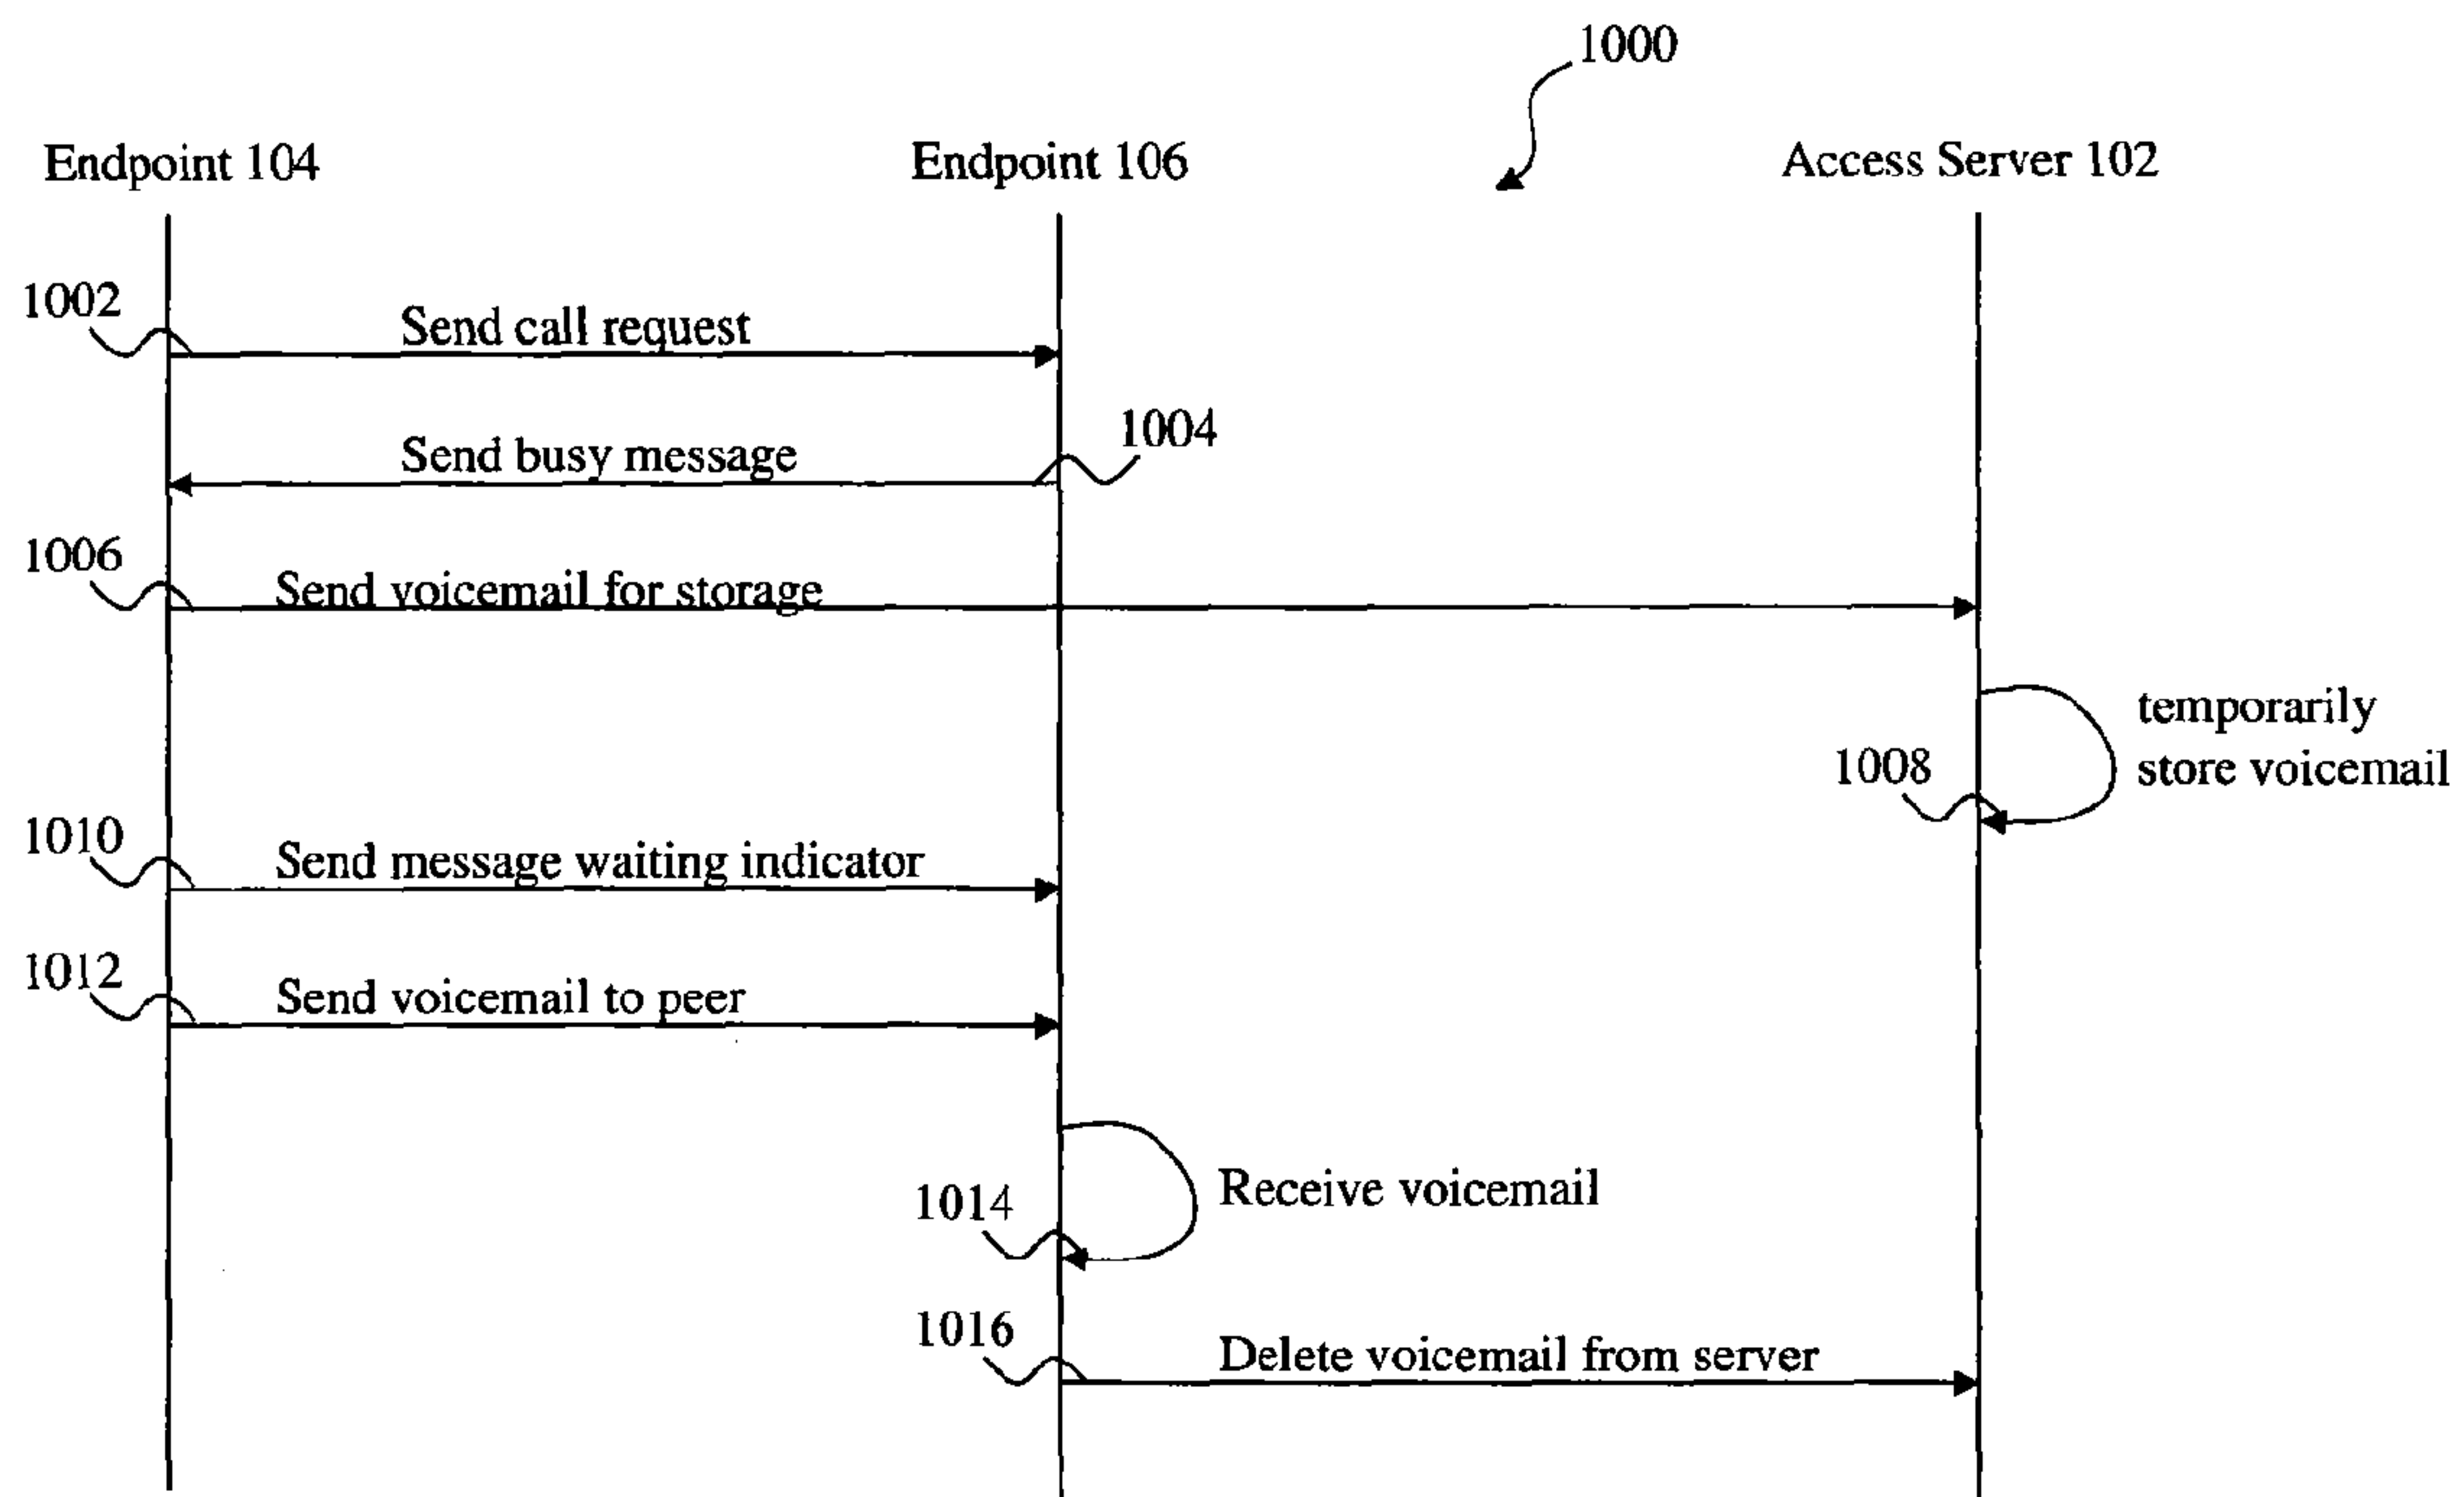 1000
Endpoint 104
Endpoint 106
Access Server 102
1002
Send call request
1004
Send busy message
1006
Send voicemail for storage
temporarily
store voicemail
1008
1010
Send message waiting indicator
1012
Send voicemail to peer
1014
Receive voicemail
1016
Delete voicemail from server